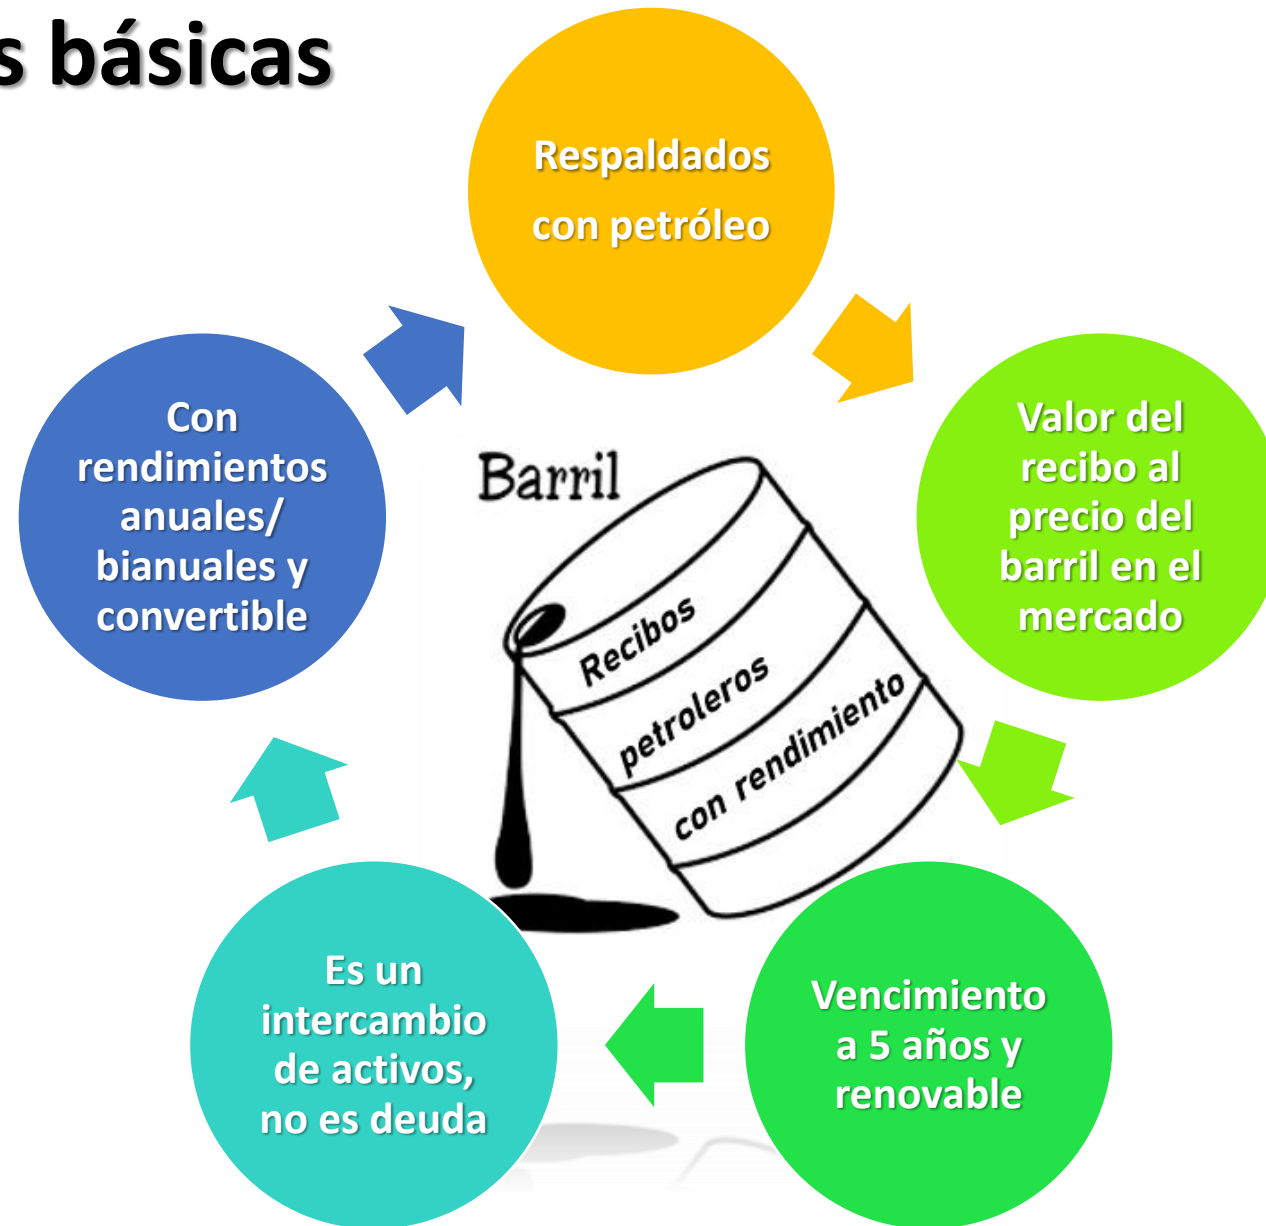 s básicas
Respaldados
con petróleo
Valor del
recibo al
precio del
barril en el
mercado
Vencimiento
a 5 años y
renovable
Es un
intercambio
de activos,
no es deuda
Con
rendimientos
anuales/
bianuales y
convertible
Barril
Recibos
petroleros
con rendimiento